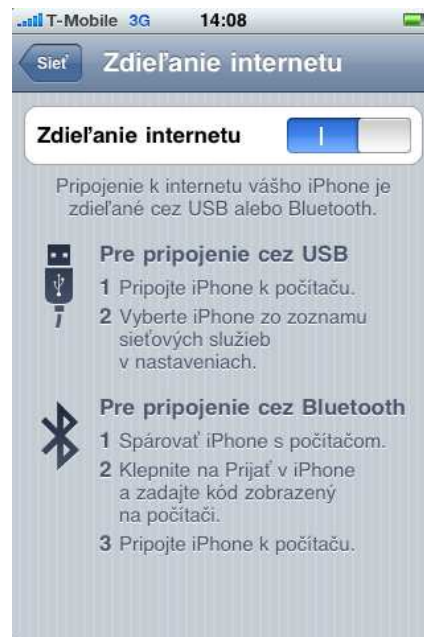 T-Mobile 3G 14:08
Sieť Zdieľanie internetu
Zdieľanie internetu
Pripojenie k internetu vášho iPhone je
zdieľané cez USB alebo Bluetooth.
Pre pripojenie cez USB
1 Pripojte iPhone k počítaču.
2 Vyberte iPhone zo zoznamu
sieťových služieb
v nastaveniach.
Pre pripojenie cez Bluetooth
1 Spárovať iPhone s počítačom.
2 Klepnite na Prijať v iPhone
a zadajte kód zobrazený
na počítači.
3 Pripojte iPhone k počítaču.